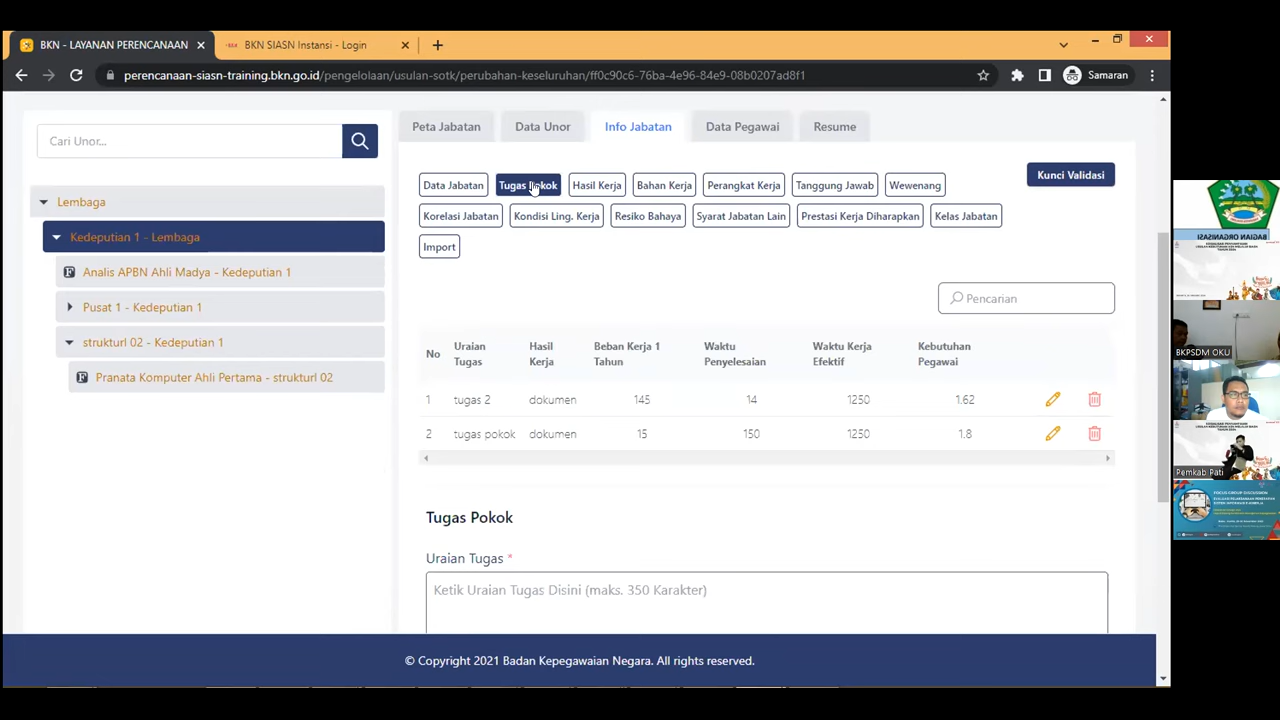 BKN - LAYANAN PERENCANAAN
BKN SIASN Instansi - Login
perencanaan-siasn-training.bkn.go.id/pengelolaan/usulan-sotk/perubahan-keseluruhan/ff0c90c6-76ba-4e96-84e9-08b0207ad8f1
Samaran
Cari Unor...
Lembaga
Kedeputian 1 - Lembaga
Analis APBN Ahli Madya - Kedeputian 1
Pusat 1 - Kedeputian 1
strukturl 02 - Kedeputian 1
Pranata Komputer Ahli Pertama - strukturl 02
Peta Jabatan Data Unor Info Jabatan Data Pegawai Resume
Data Jabatan Tugas Pokok Hasil Kerja Bahan Kerja Perangkat Kerja Tanggung Jawab Wewenang
Kunci Validasi
Korelasi Jabatan Kondisi Ling. Kerja Resiko Bahaya Syarat Jabatan Lain Prestasi Kerja Diharapkan Kelas Jabatan
Import
Pencarian
No Uraian Tugas Hasil Kerja Beban Kerja 1 Tahun Waktu Penyelesaian Waktu Kerja Efektif Kebutuhan Pegawai
1 tugas 2 dokumen 145 14 1250 1.62
2 tugas pokok dokumen 15 150 1250 1.8
Tugas Pokok
Uraian Tugas *
Ketik Uraian Tugas Disini (maks. 350 Karakter)
© Copyright 2021 Badan Kepegawaian Negara. All rights reserved.
BAGIAN ORGANISASI
BKPSDM OKU
Pemkab Pati
FOCUS GROUP DISCUSSION